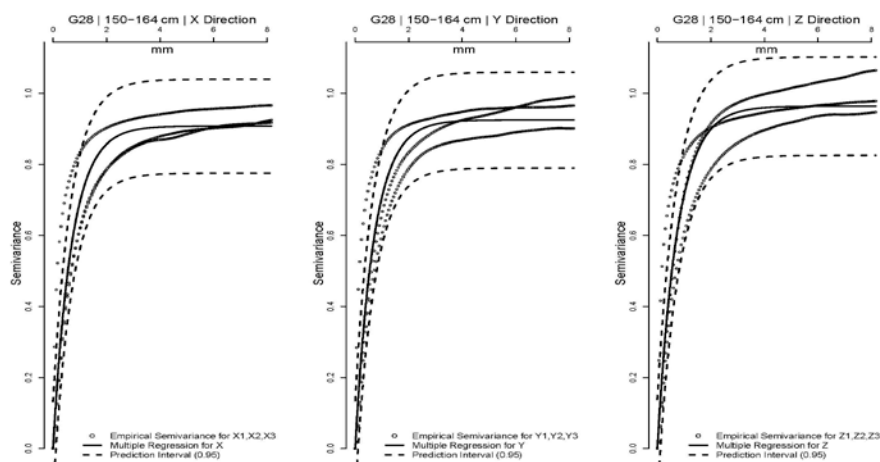 G28 | 150−164 cm | X Direction
0 2 4 6 8
mm
Semivariance
1.0
0.8
0.6
0.4
0.2
0.0
Empirical Semivariance for X1,X2,X3
Multiple Regression for X
Prediction Interval (0.95)
G28 | 150−164 cm | Y Direction
0 2 4 6 8
mm
Semivariance
1.0
0.8
0.6
0.4
0.2
0.0
Empirical Semivariance for Y1,Y2,Y3
Multiple Regression for Y
Prediction Interval (0.95)
G28 | 150−164 cm | Z Direction
0 2 4 6 8
mm
Semivariance
1.0
0.8
0.6
0.4
0.2
0.0
Empirical Semivariance for Z1,Z2,Z3
Multiple Regression for Z
Prediction Interval (0.95)